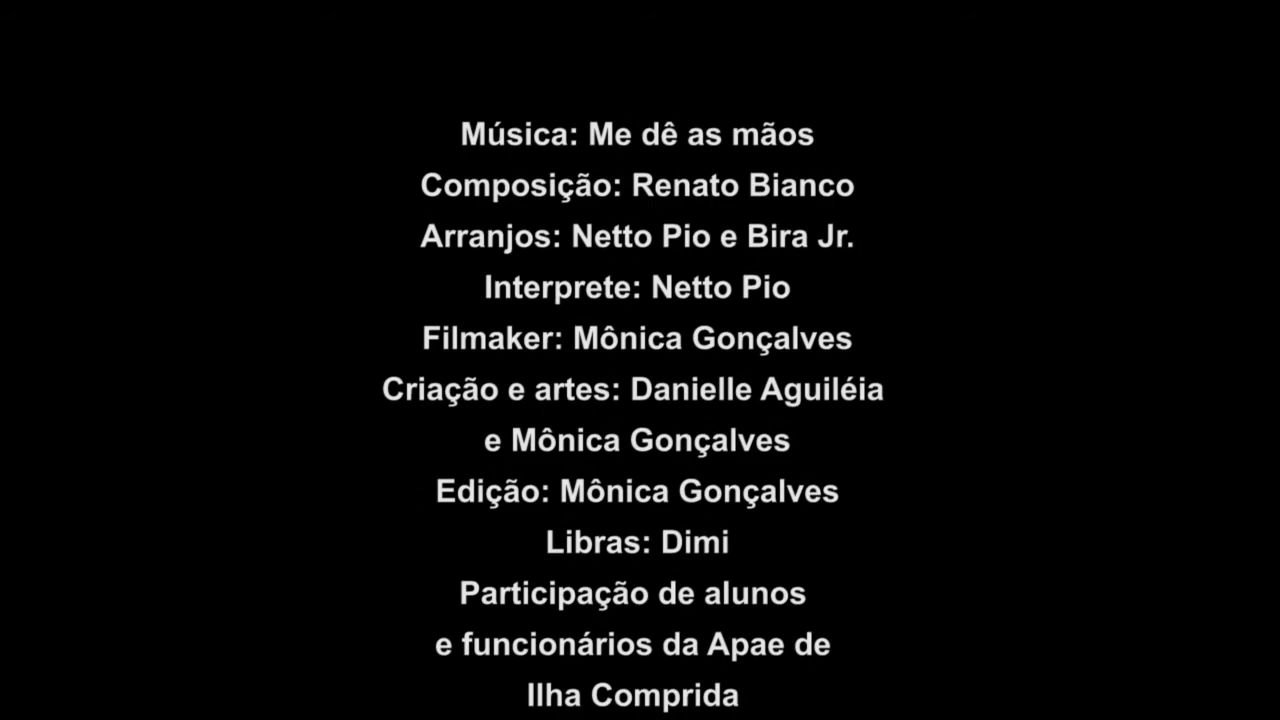 Música: Me dê as mãos
Composição: Renato Bianco
Arranjos: Netto Pio e Bira Jr.
Interprete: Netto Pio
Filmaker: Mônica Gonçalves
Criação e artes: Danielle Aguiléia
e Mônica Gonçalves
Edição: Mônica Gonçalves
Libras: Dimi
Participação de alunos
e funcionários da Apae de
Ilha Comprida